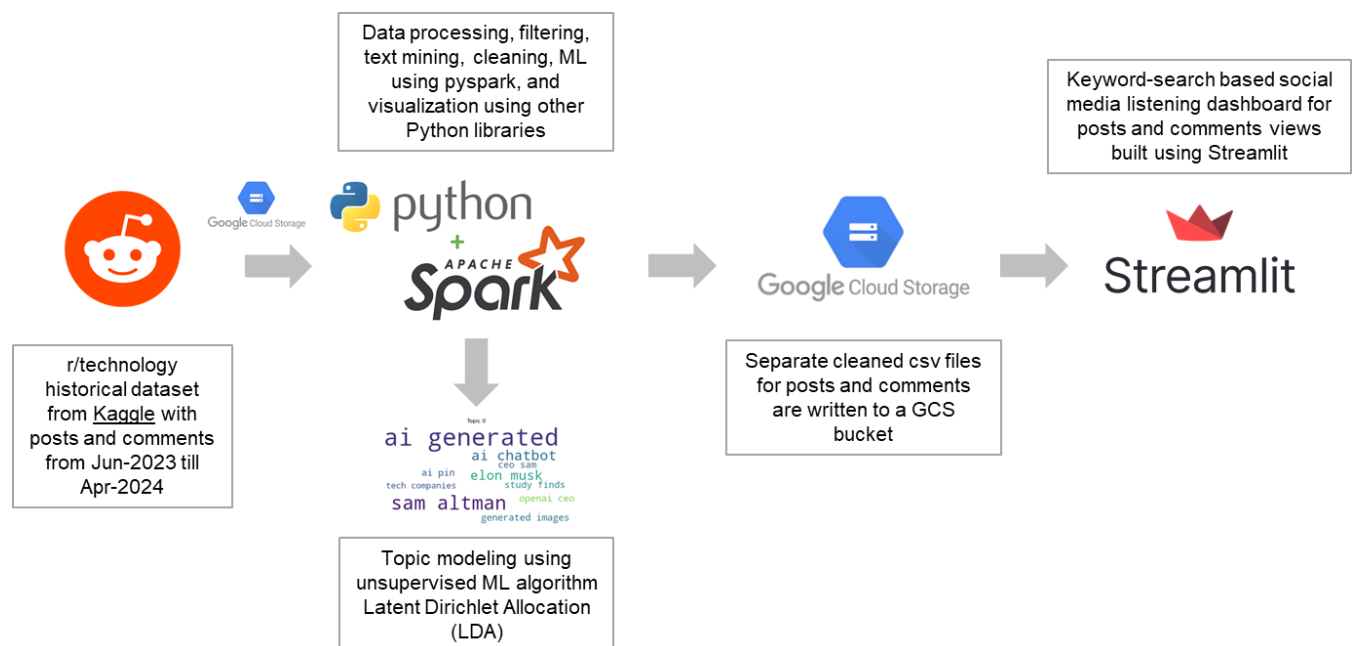 Data processing, filtering,
text mining, cleaning, ML
using pyspark, and
visualization using other
Python libraries
Keyword-search based social
media listening dashboard for
posts and comments views
built using Streamlit
Google Cloud Storage
python
+
APACHE
Spark
Google Cloud Storage
Streamlit
r/technology
historical dataset
from Kaggle with
posts and comments
from Jun-2023 till
Apr-2024
Separate cleaned csv files
for posts and comments
are written to a GCS
bucket
Topic 0
ai generated
ai chatbot
ceo sam
ai pin
elon musk
tech companies
study finds
sam altman
openai ceo
generated images
Topic modeling using
unsupervised ML algorithm
Latent Dirichlet Allocation
(LDA)